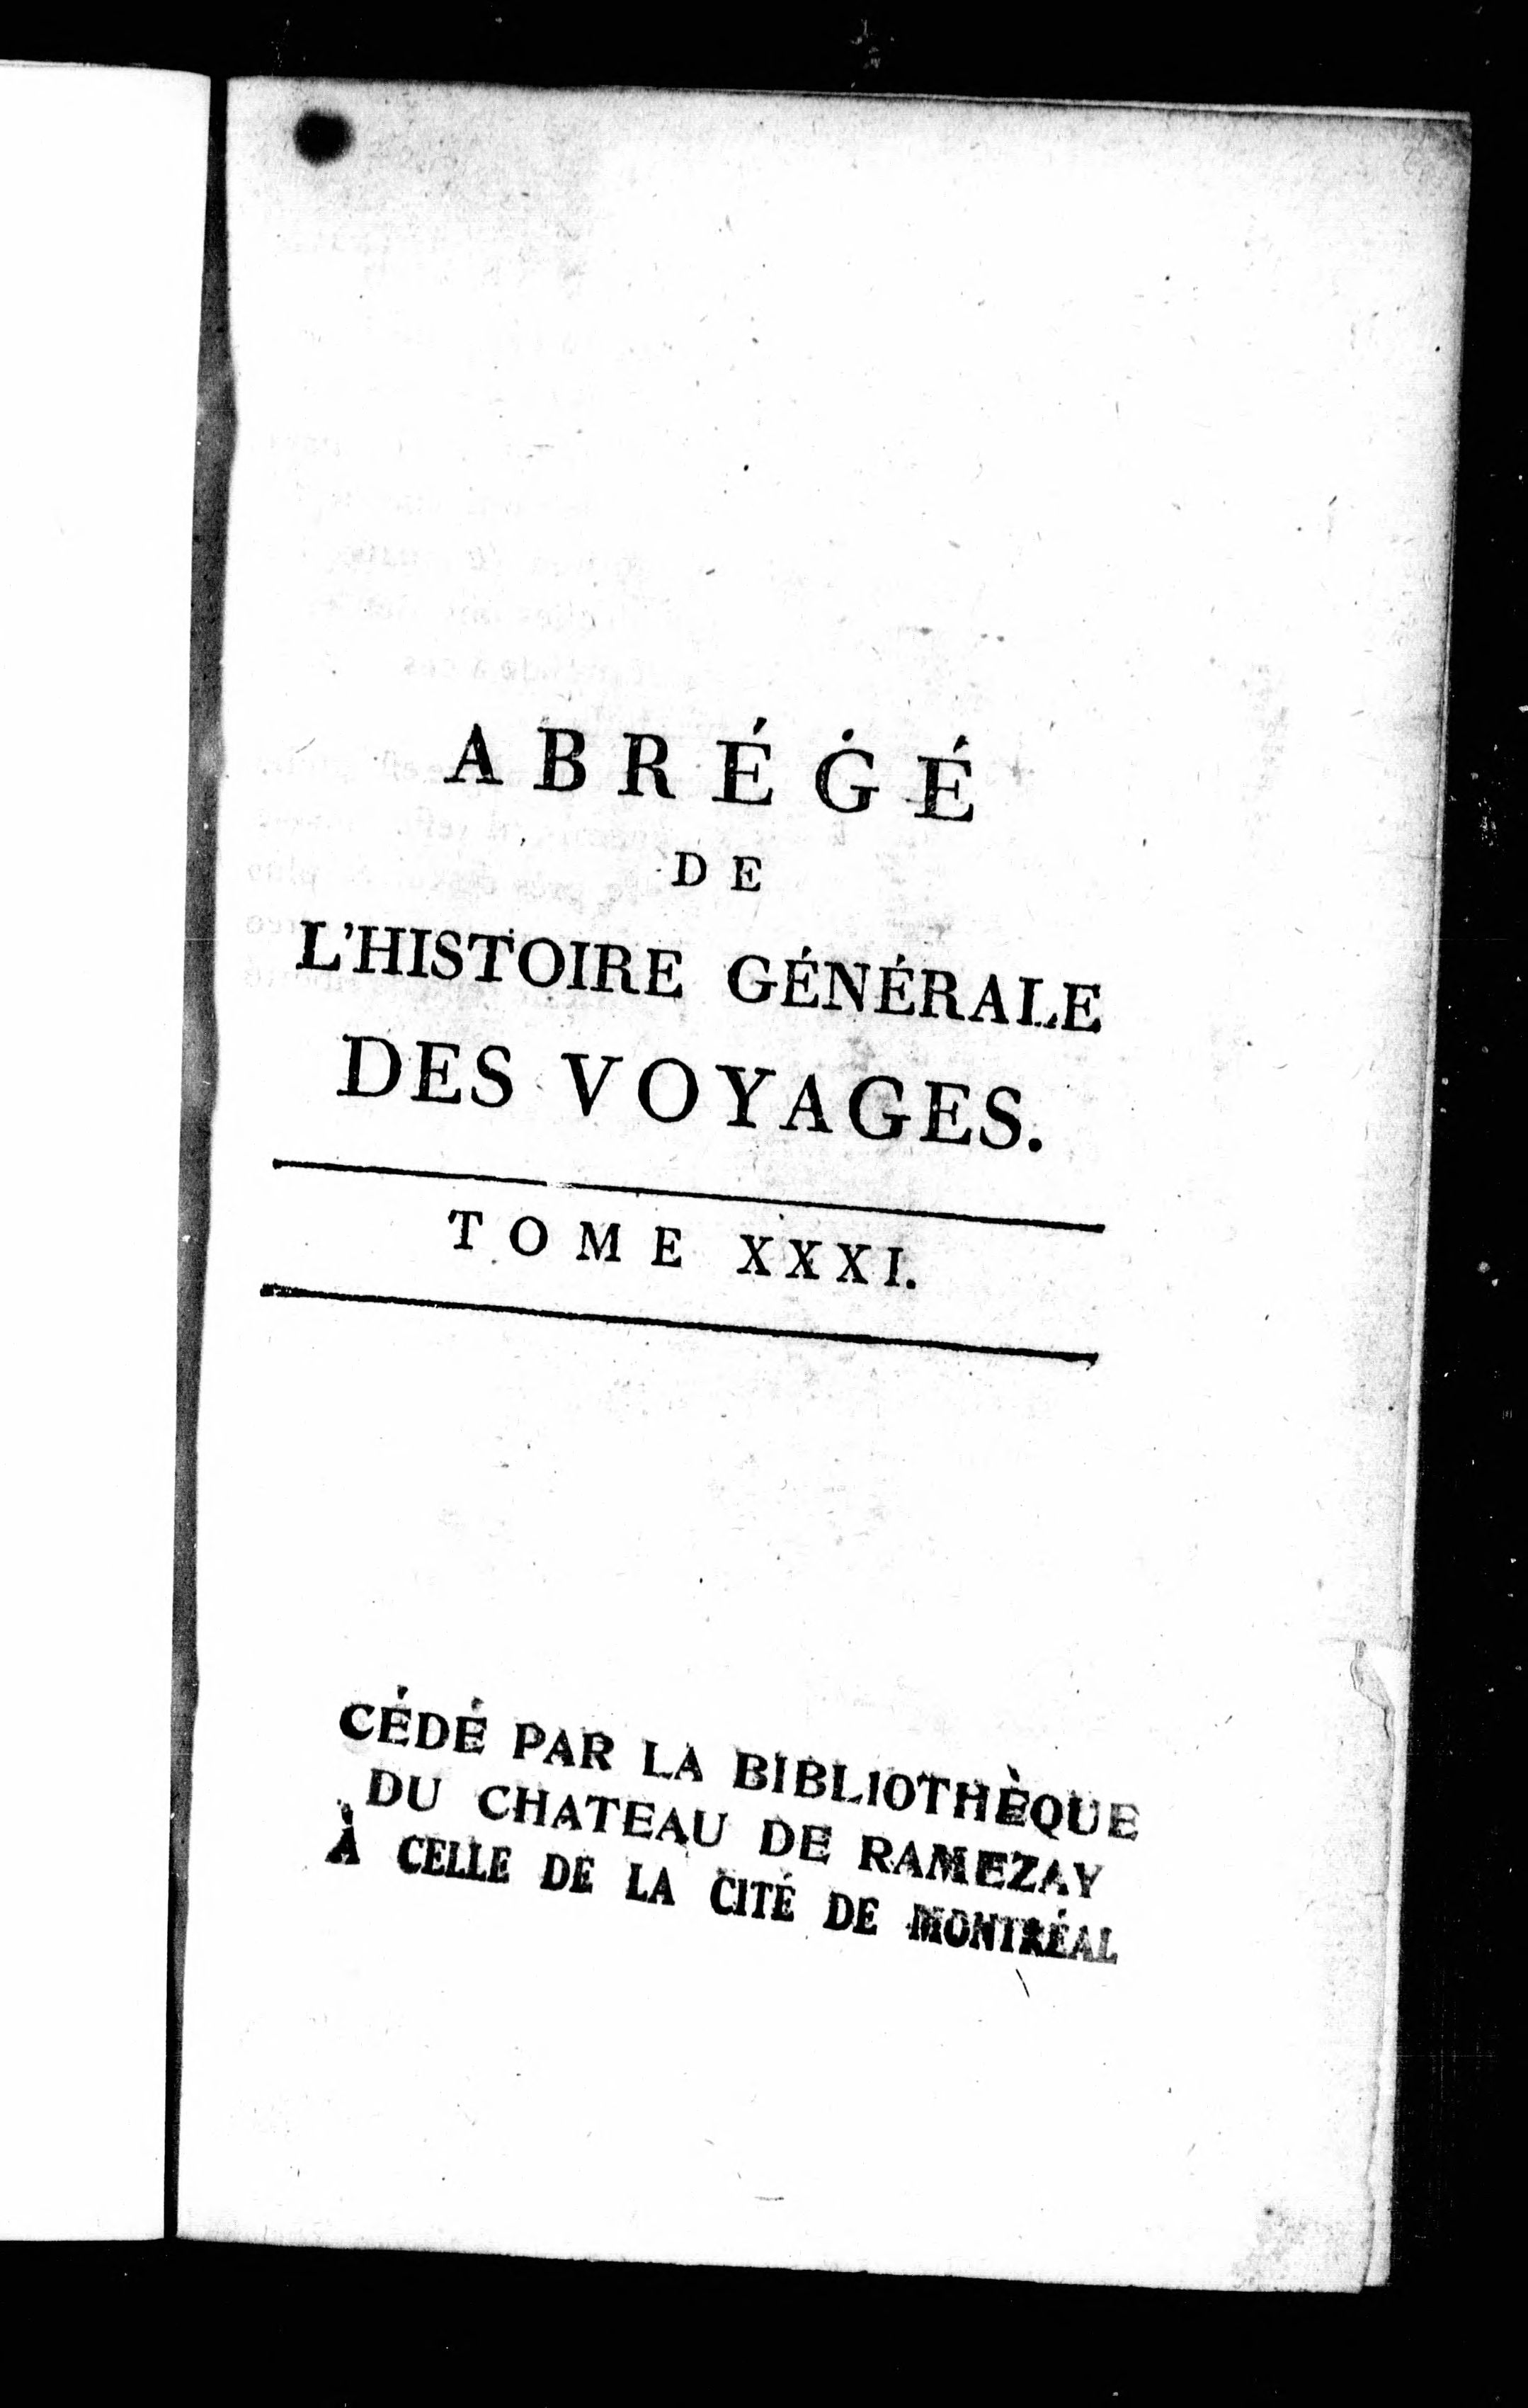 ABRÉGÉ
DE
L'HISTOIRE GÉNÉRALE
DES VOYAGES.
TOME XXXI.
CÉDÉ PAR LA BIBLIOTHÈQUE
DU CHATEAU DE RAMEZAY
À CELLE DE LA CITÉ DE MONTRÉAL